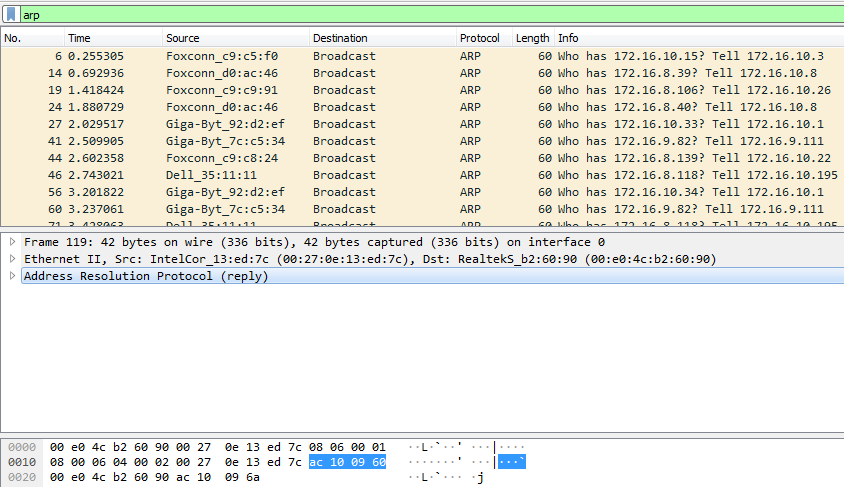 arp
No. Time Source Destination Protocol Length Info
6 0.255305 Foxconn_c9:c5:f0 Broadcast ARP 60 Who has 172.16.10.15? Tell 172.16.10.3
14 0.692936 Foxconn_d0:ac:46 Broadcast ARP 60 Who has 172.16.8.39? Tell 172.16.10.8
19 1.418424 Foxconn_c9:c9:91 Broadcast ARP 60 Who has 172.16.8.106? Tell 172.16.10.26
24 1.880729 Foxconn_d0:ac:46 Broadcast ARP 60 Who has 172.16.8.40? Tell 172.16.10.8
27 2.029517 Giga-Byt_92:d2:ef Broadcast ARP 60 Who has 172.16.10.33? Tell 172.16.10.1
41 2.509905 Giga-Byt_7c:c5:34 Broadcast ARP 60 Who has 172.16.9.82? Tell 172.16.9.111
44 2.602358 Foxconn_c9:c8:24 Broadcast ARP 60 Who has 172.16.8.139? Tell 172.16.10.22
46 2.743021 Dell_35:11:11 Broadcast ARP 60 Who has 172.16.8.118? Tell 172.16.10.195
56 3.201822 Giga-Byt_92:d2:ef Broadcast ARP 60 Who has 172.16.10.34? Tell 172.16.10.1
60 3.237061 Giga-Byt_7c:c5:34 Broadcast ARP 60 Who has 172.16.9.82? Tell 172.16.9.111
71 3.428063 Dell_35:11:11 Broadcast ARP 60 Who has 172.16.8.118? Tell 172.16.10.195
Frame 119: 42 bytes on wire (336 bits), 42 bytes captured (336 bits) on interface 0
Ethernet II, Src: IntelCor_13:ed:7c (00:27:0e:13:ed:7c), Dst: RealtekS_b2:60:90 (00:e0:4c:b2:60:90)
Address Resolution Protocol (reply)
0000 00 e0 4c b2 60 90 00 27 0e 13 ed 7c 08 06 00 01 ··L·`··' ···|····
0010 08 00 06 04 00 02 00 27 0e 13 ed 7c ac 10 09 60 ·······' ···|···`
0020 00 e0 4c b2 60 90 ac 10 09 6a ··L·`··· ·j